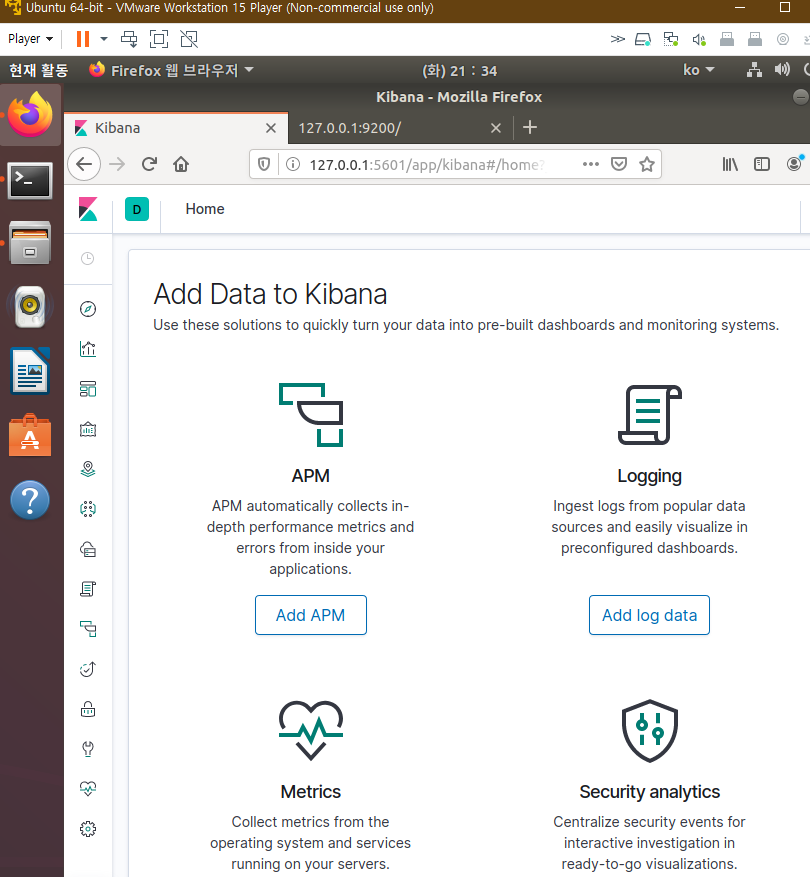 Ubuntu 64-bit - VMware Workstation 15 Player (Non-commercial use only)
Player
현재 활동 Firefox 웹 브라우저 (화) 21 : 34 ko
Kibana - Mozilla Firefox
Kibana 127.0.0.1:9200/
127.0.0.1:5601/app/kibana#/home?
D Home
Add Data to Kibana
Use these solutions to quickly turn your data into pre-built dashboards and monitoring systems.
APM
APM automatically collects in-
depth performance metrics and
errors from inside your
applications.
Add APM
Logging
Ingest logs from popular data
sources and easily visualize in
preconfigured dashboards.
Add log data
Metrics
Collect metrics from the
operating system and services
running on your servers.
Security analytics
Centralize security events for
interactive investigation in
ready-to-go visualizations.